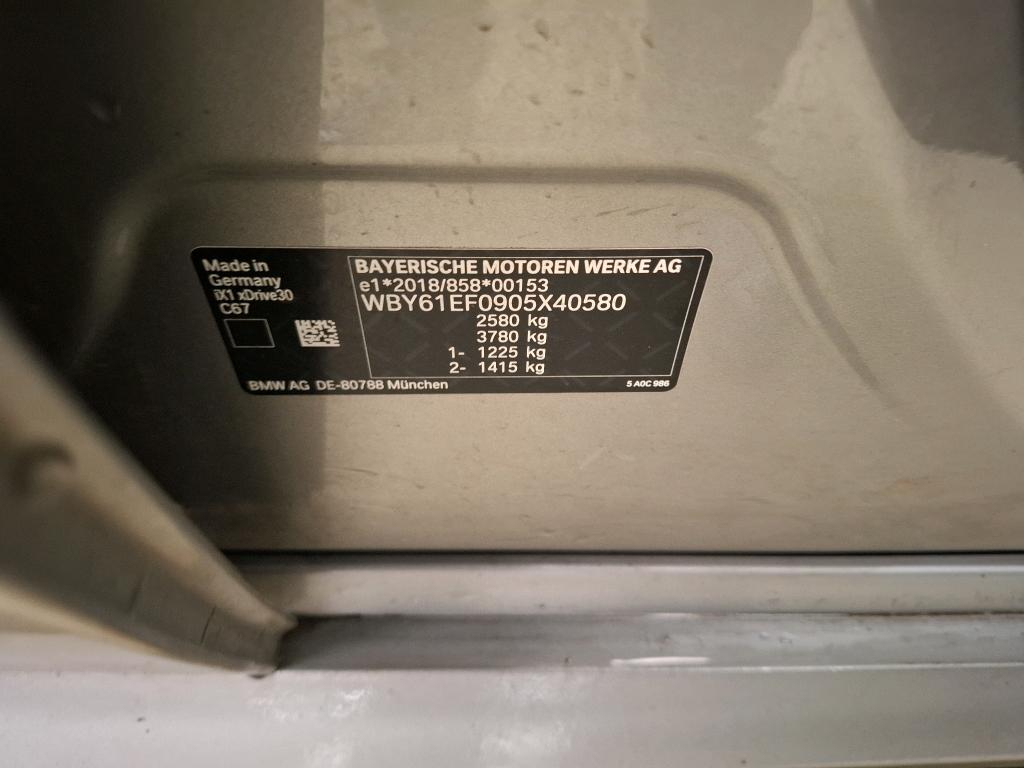 Made in
Germany
iX1 xDrive30
C67
BAYERISCHE MOTOREN WERKE AG
e1*2018/858*00153
WBY61EF0905X40580
2580 kg
3780 kg
1- 1225 kg
2- 1415 kg
BMW AG DE-80788 München
5 A0C 986